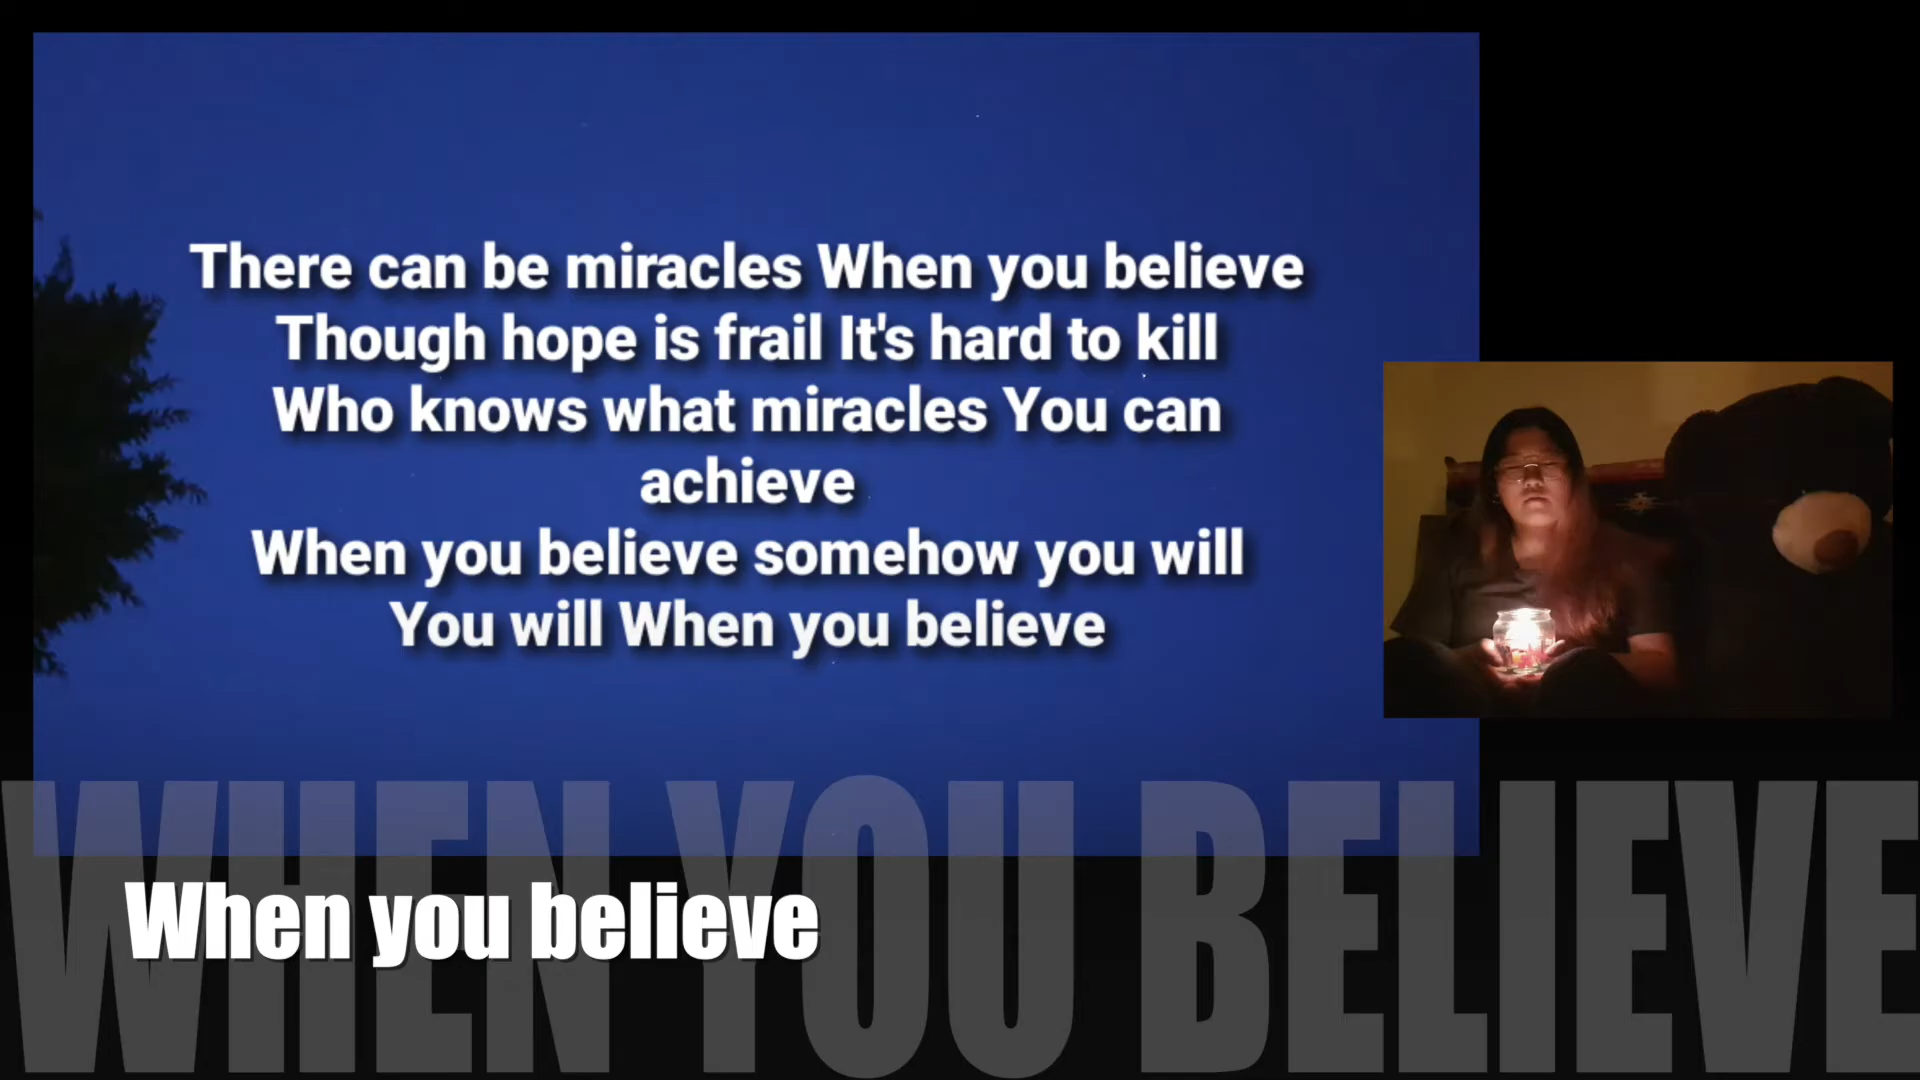 There can be miracles When you believe
Though hope is frail It's hard to kill
Who knows what miracles You can
achieve
When you believe somehow you will
You will When you believe
WHEN YOU BELIEVE
When you believe